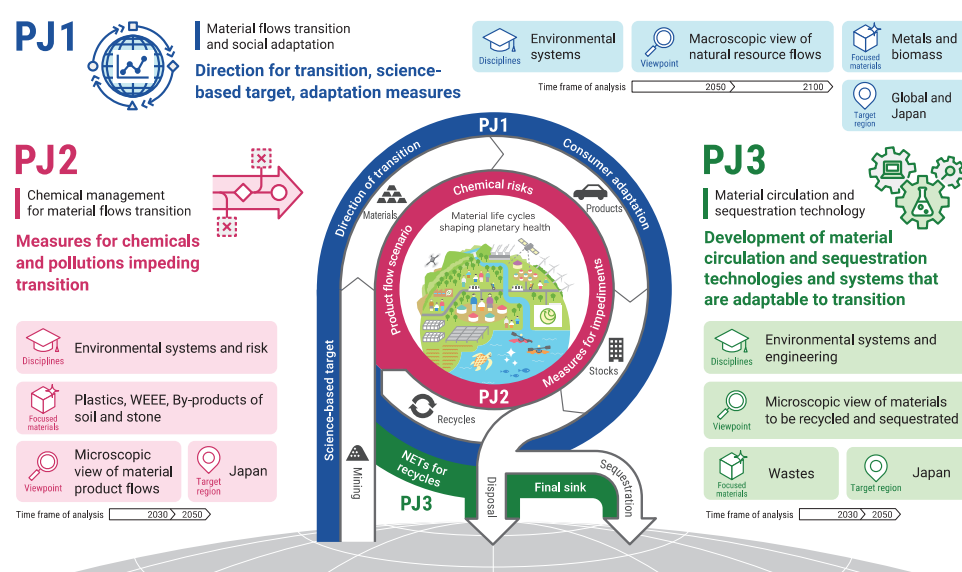 PJ1
Material flows transition
and social adaptation
Direction for transition, science-
based target, adaptation measures
Disciplines
Environmental
systems
Viewpoint
Macroscopic view of
natural resource flows
Focused
materials
Metals and
biomass
Time frame of analysis
2050
2100
Target
region
Global and
Japan
PJ2
Chemical management
for material flows transition
Measures for chemicals
and pollutions impeding
transition
Disciplines
Environmental systems and risk
Focused
materials
Plastics, WEEE, By-products of
soil and stone
Viewpoint
Microscopic
view of material
product flows
Target
region
Japan
Time frame of analysis
2030
2050
PJ1
Direction of transition
Consumer adaptation
Science-based target
Materials
Products
Stocks
Recycles
Mining
Chemical risks
Product flow scenario
Measures for impediments
PJ2
Material life cycles
shaping planetary health
NETs for
recycles
PJ3
Disposal
Final sink
Sequestration
PJ3
Material circulation and
sequestration technology
Development of material
circulation and sequestration
technologies and systems that
are adaptable to transition
Disciplines
Environmental systems and
engineering
Viewpoint
Microscopic view of materials
to be recycled and sequestrated
Focused
materials
Wastes
Target region
Japan
Time frame of analysis
2030
2050